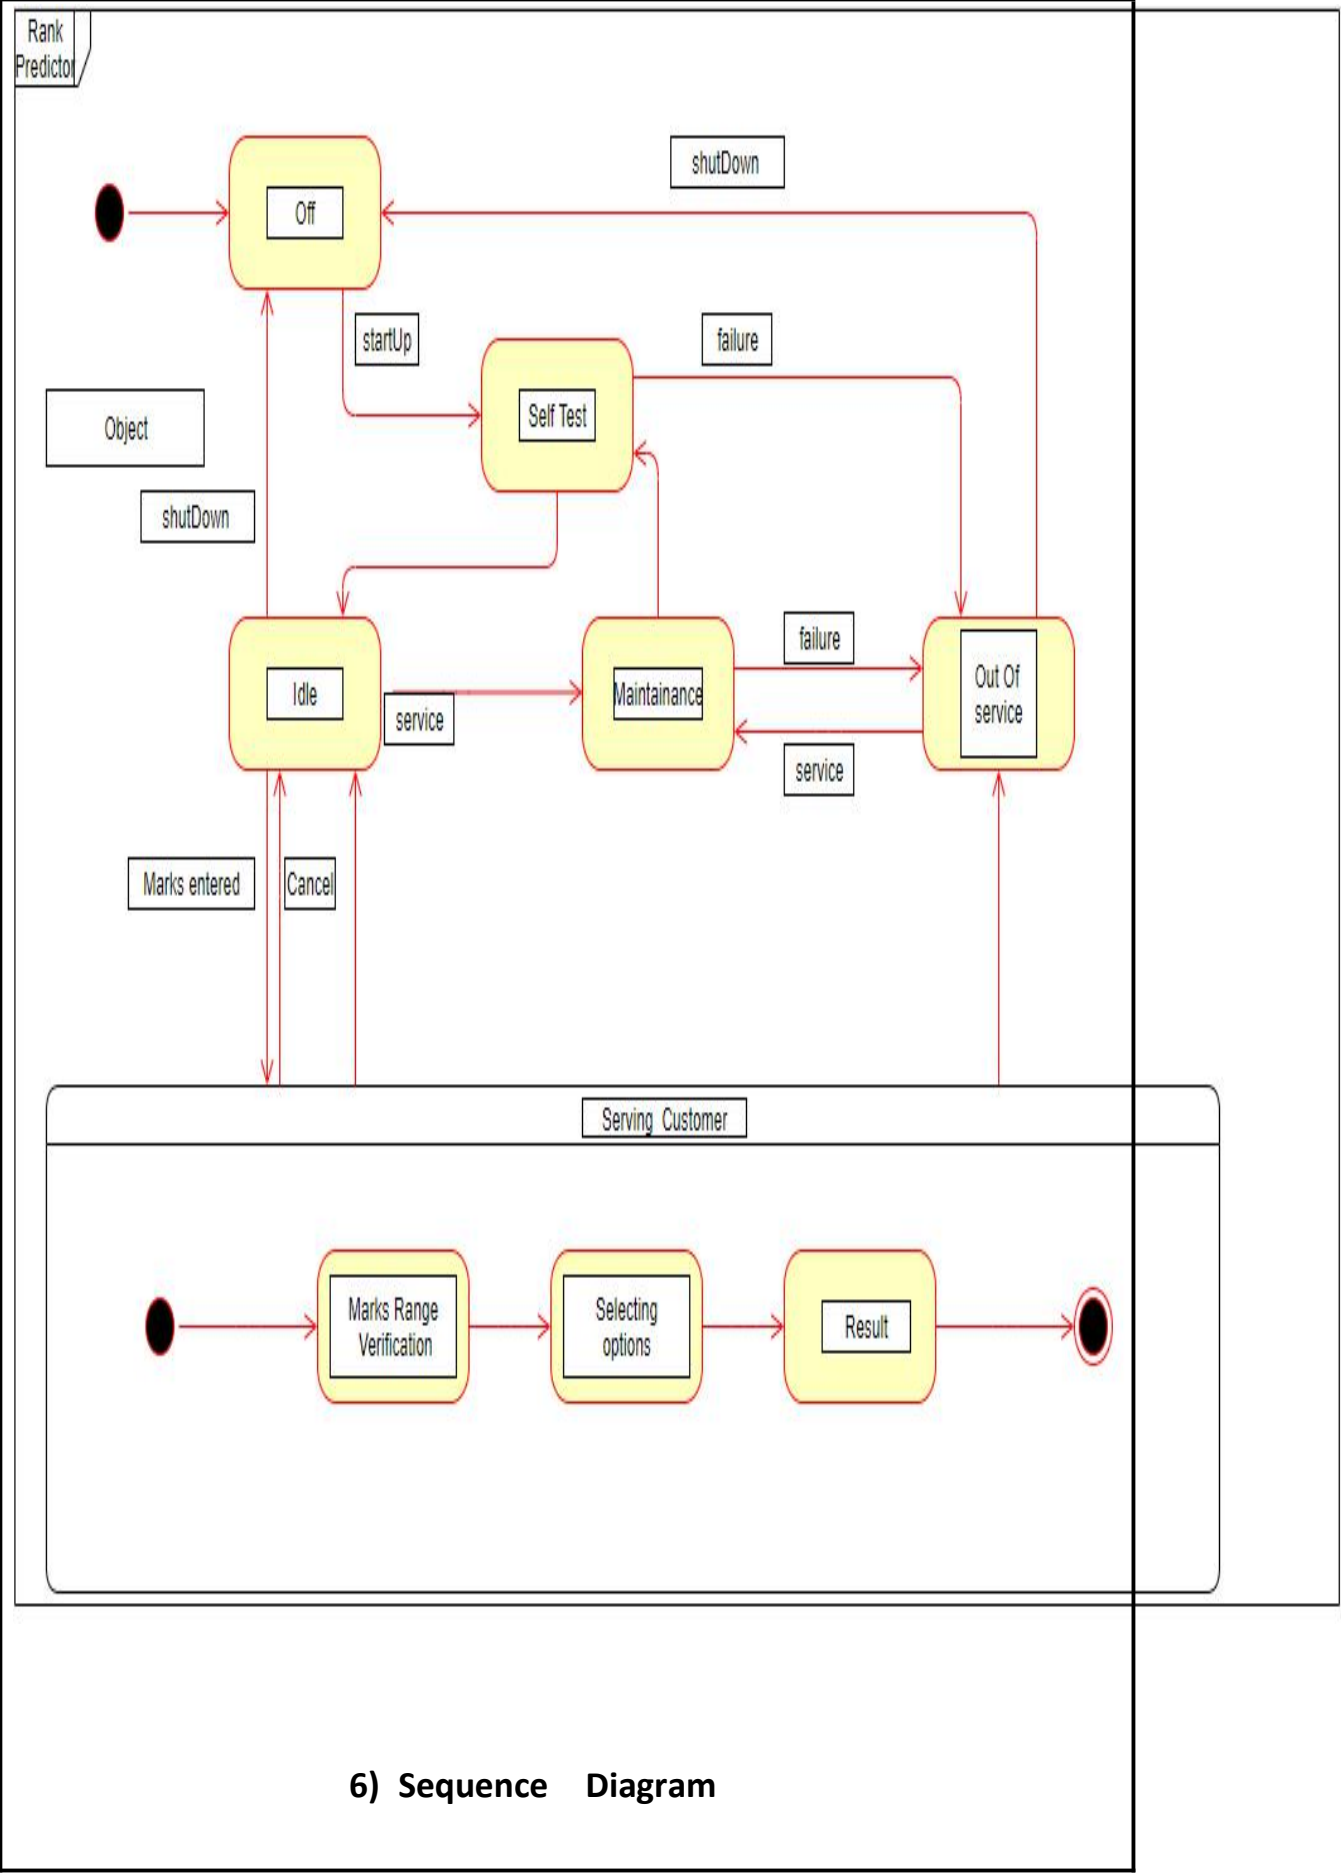 Rank
Predictor
shutDown
Off
startUp
failure
Self Test
Object
shutDown
failure
Out Of
service
Idle
Maintainance
service
service
Marks entered
Cancel
Serving Customer
Marks Range
Verification
Selecting
options
Result
6) Sequence Diagram